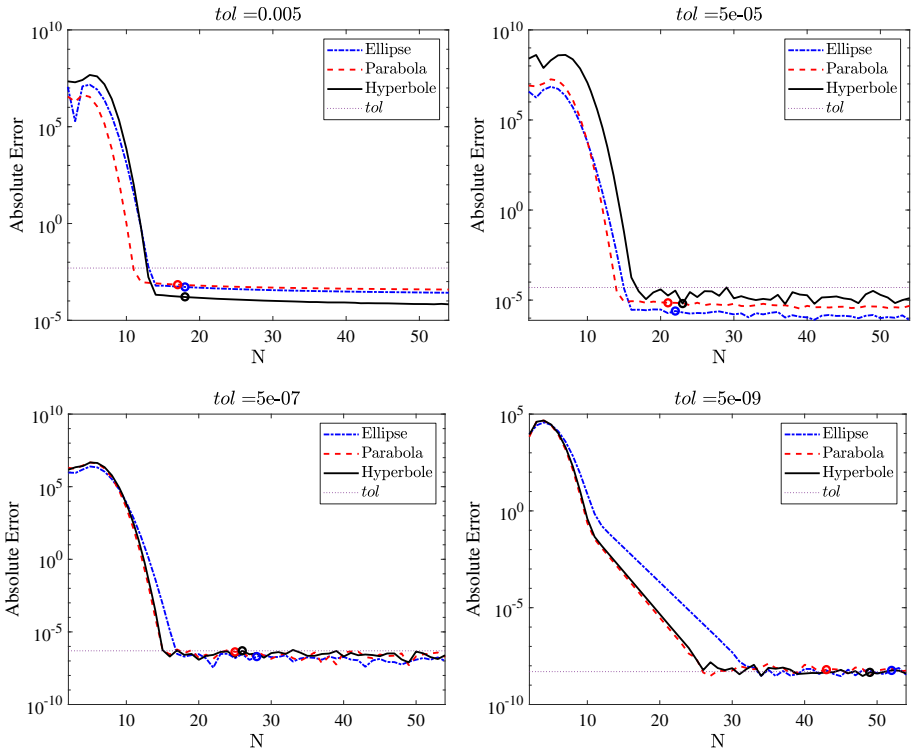 tol =0.005
Absolute Error
10^10
10^5
10^0
10^-5
Ellipse
Parabola
Hyperbole
tol
10 20 30 40 50
N
tol =5e-05
Absolute Error
10^10
10^5
10^0
10^-5
Ellipse
Parabola
Hyperbole
tol
10 20 30 40 50
N
tol =5e-07
Absolute Error
10^10
10^5
10^0
10^-5
10^-10
Ellipse
Parabola
Hyperbole
tol
10 20 30 40 50
N
tol =5e-09
Absolute Error
10^5
10^0
10^-5
10^-10
Ellipse
Parabola
Hyperbole
tol
10 20 30 40 50
N